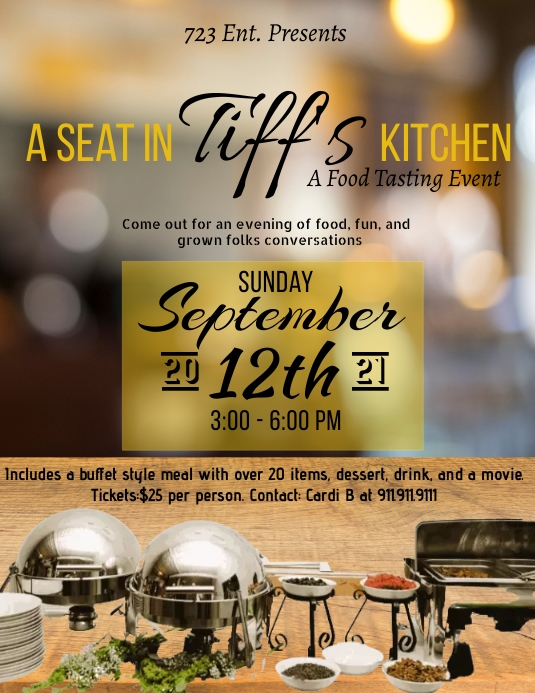 723 Ent. Presents
A SEAT IN Tiff's KITCHEN
A Food Tasting Event
Come out for an evening of food, fun, and
grown folks conversations
SUNDAY
September
20 12th 21
3:00 - 6:00 PM
Includes a buffet style meal with over 20 items, dessert, drink, and a movie.
Tickets:$25 per person. Contact: Cardi B at 911.911.9111